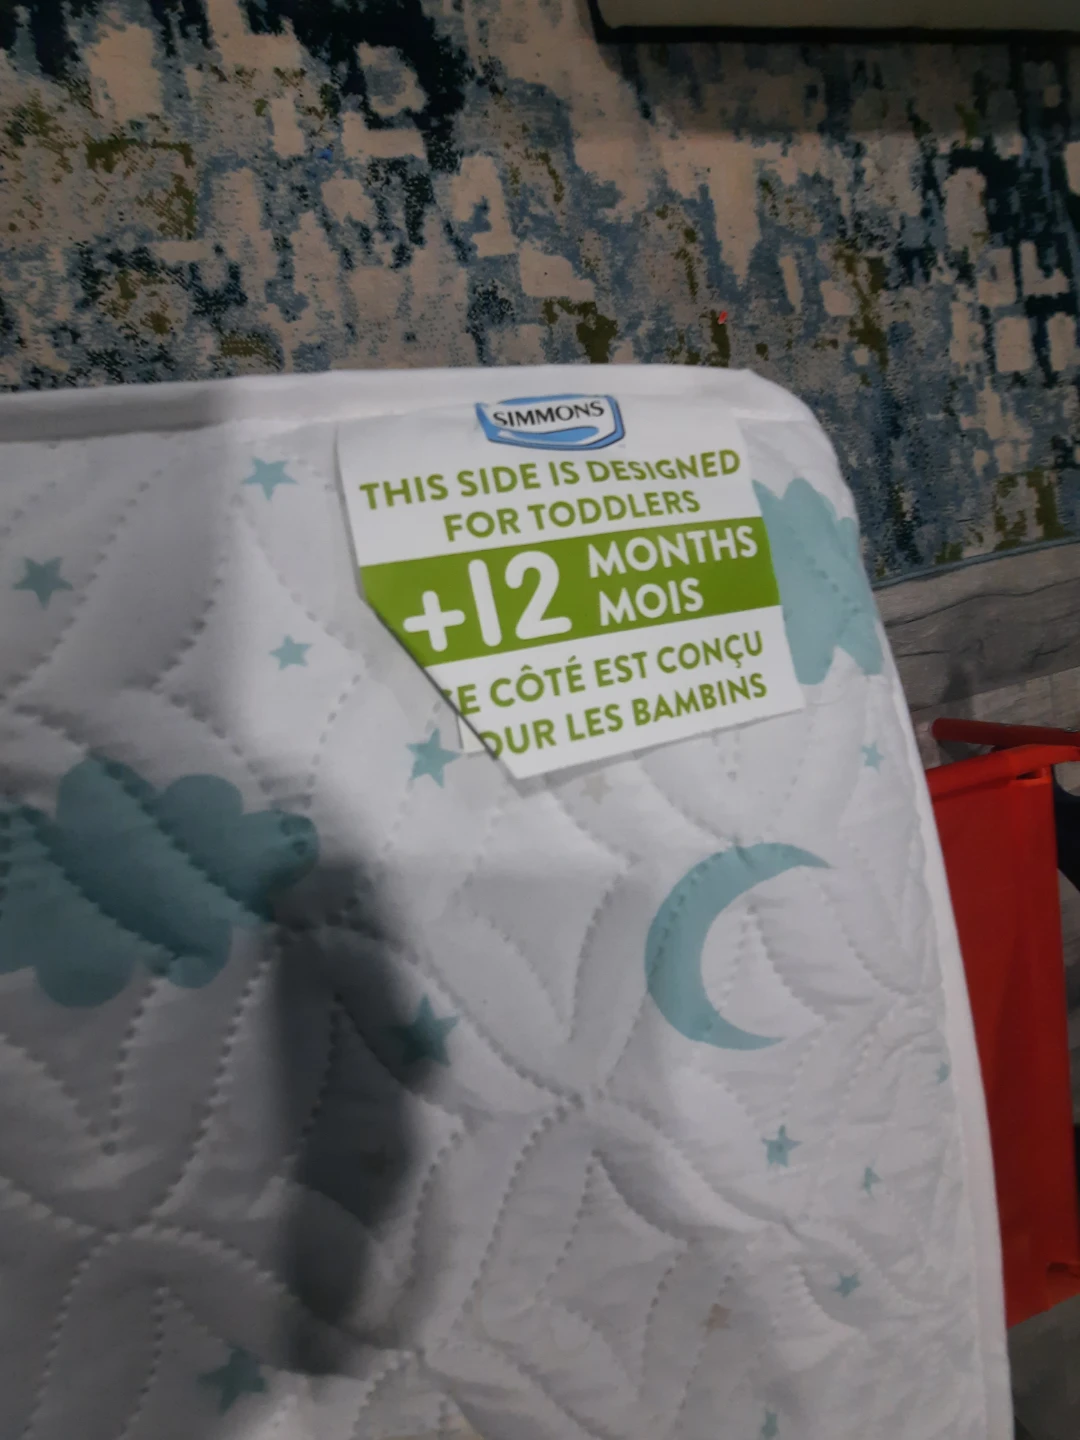 SIMMONS
THIS SIDE IS DESIGNED
FOR TODDLERS
+12 MONTHS
MOIS
CÔTÉ EST CONÇU
LES BAMBINS